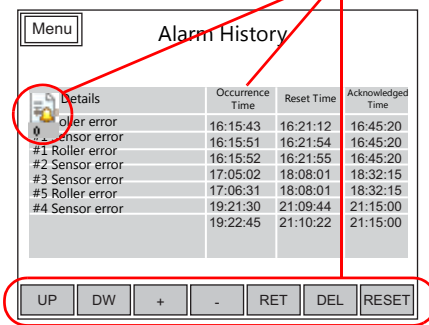 Menu
Alarm History
Details
Occurrence Time
Reset Time
Acknowledged Time
0
oller error
#1 Sensor error
#1 Roller error
#2 Sensor error
#3 Sensor error
#5 Roller error
#4 Sensor error
16:15:43 16:21:12 16:45:20
16:15:51 16:21:54 16:45:20
16:15:52 16:21:55 16:45:20
17:05:02 18:08:01 18:32:15
17:06:31 18:08:01 18:32:15
19:21:30 21:09:44 21:15:00
19:22:45 21:10:22 21:15:00
UP DW + - RET DEL RESET